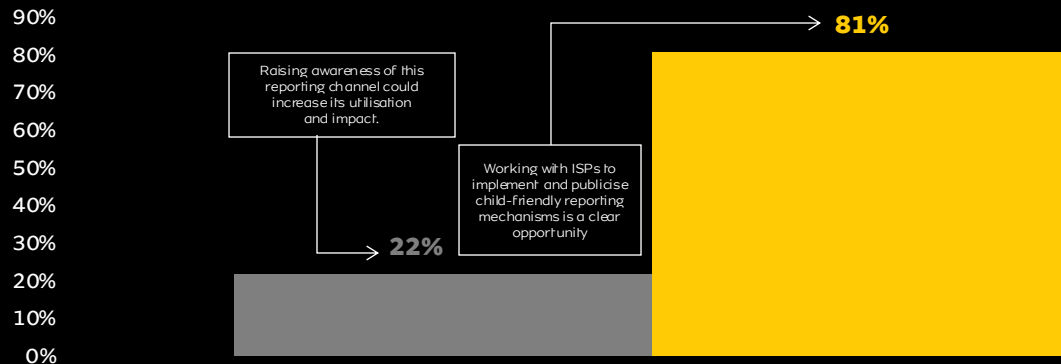 90%
81%
80%
Raising awareness of this
reporting channel could
increase its utilisation
and impact.
70%
60%
50%
Working with ISPs to
implement and publicise
child-friendly reporting
mechanisms is a clear
opportunity
40%
30%
22%
20%
10%
0%